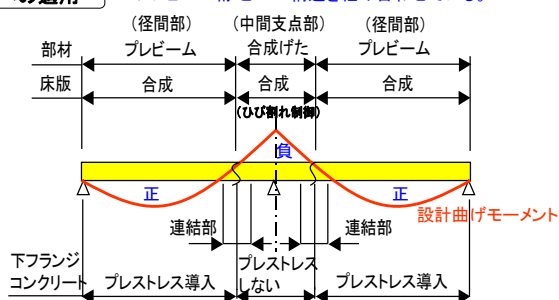 の適用
（径間部） （中間支点部） （径間部）
部材 プレビーム 合成げた プレビーム
床版 合成 合成 合成
(ひび割れ制御)
負
正 正
設計曲げモーメント
連結部 連結部
下フランジ
コンクリート
プレストレス導入
プレストレス
しない
プレストレス導入